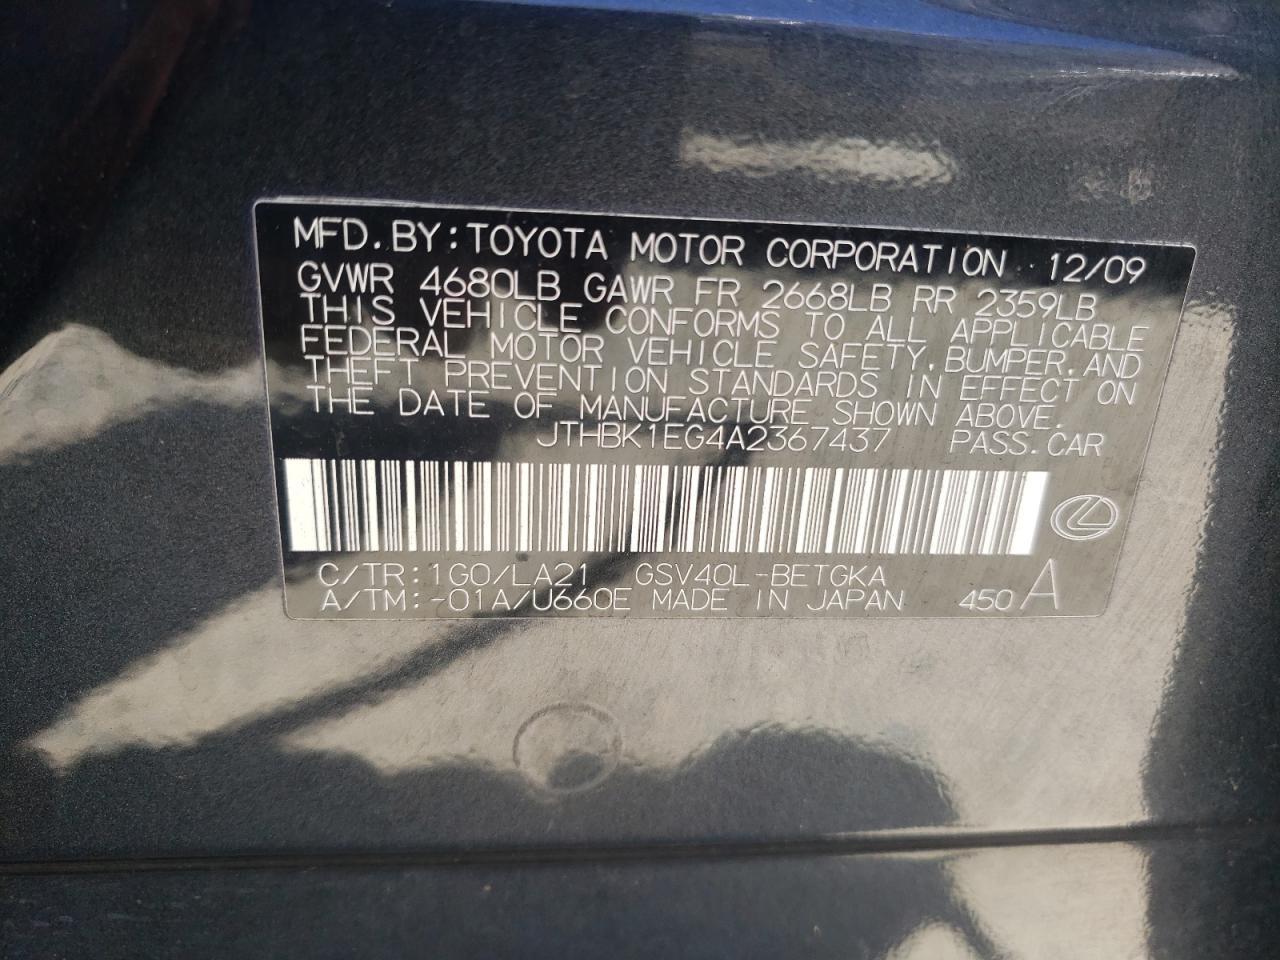 MFD. BY: TOYOTA MOTOR CORPORATION 12/09
GVWR 4680LB GAWR FR 2668LB RR 2359LB
THIS VEHICLE CONFORMS TO ALL APPLICABLE
FEDERAL MOTOR VEHICLE SAFETY, BUMPER, AND
THEFT PREVENTION STANDARDS IN EFFECT ON
THE DATE OF MANUFACTURE SHOWN ABOVE.
JTHBK1EG4A2367437 PASS. CAR
C/TR: 1G0/LA21 GSV40L-BETGKA
A/TM: -01A/U660E MADE IN JAPAN 450 A